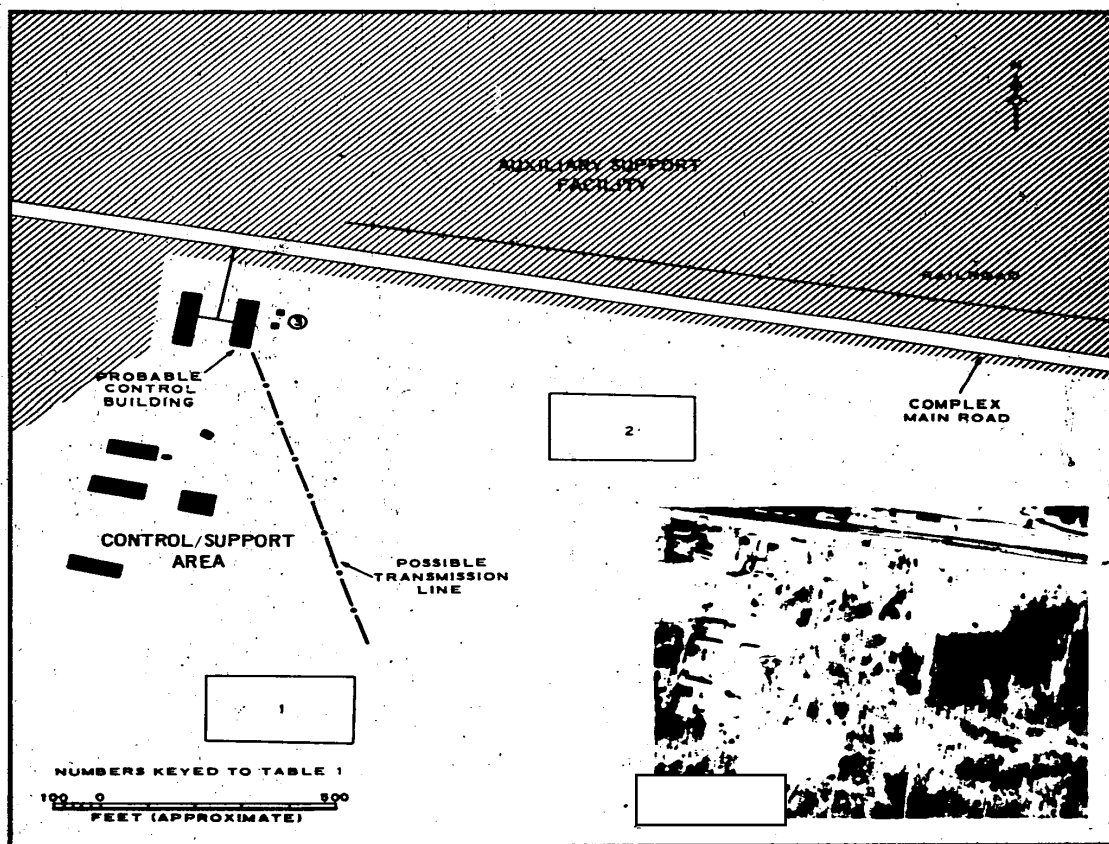 N
AUXILIARY SUPPORT
FACILITY
RAILROAD
3
PROBABLE
CONTROL
BUILDING
COMPLEX
MAIN ROAD
2
CONTROL/SUPPORT
AREA
POSSIBLE
TRANSMISSION
LINE
1
NUMBERS KEYED TO TABLE 1
100 0 500
FEET (APPROXIMATE)